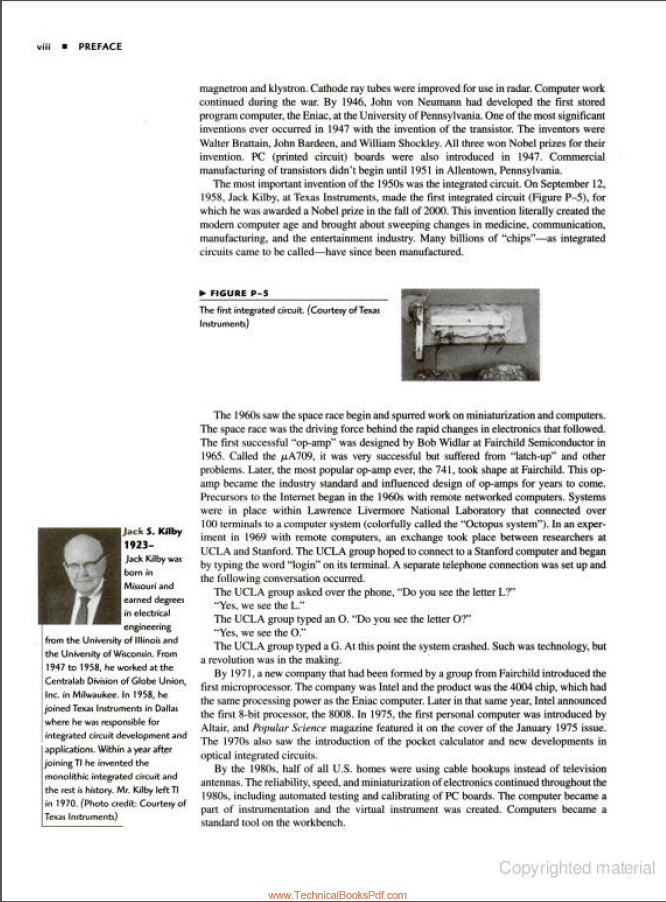 viii ■ PREFACE
magnetron and klystron. Cathode ray tubes were improved for use in radar. Computer work
continued during the war. By 1946, John von Neumann had developed the first stored
program computer, the Eniac, at the University of Pennsylvania. One of the most significant
inventions ever occurred in 1947 with the invention of the transistor. The inventors were
Walter Brattain, John Bardeen, and William Shockley. All three won Nobel prizes for their
invention. PC (printed circuit) boards were also introduced in 1947. Commercial
manufacturing of transistors didn't begin until 1951 in Allentown, Pennsylvania.
The most important invention of the 1950s was the integrated circuit. On September 12,
1958, Jack Kilby, at Texas Instruments, made the first integrated circuit (Figure P–5), for
which he was awarded a Nobel prize in the fall of 2000. This invention literally created the
modern computer age and brought about sweeping changes in medicine, communication,
manufacturing, and the entertainment industry. Many billions of "chips"—as integrated
circuits came to be called—have since been manufactured.
► FIGURE P–5
The first integrated circuit. (Courtesy of Texas
Instruments)
The 1960s saw the space race begin and spurred work on miniaturization and computers.
The space race was the driving force behind the rapid changes in electronics that followed.
The first successful "op-amp" was designed by Bob Widlar at Fairchild Semiconductor in
1965. Called the μA709, it was very successful but suffered from "latch-up" and other
problems. Later, the most popular op-amp ever, the 741, took shape at Fairchild. This op-
amp became the industry standard and influenced design of op-amps for years to come.
Precursors to the Internet began in the 1960s with remote networked computers. Systems
were in place within Lawrence Livermore National Laboratory that connected over
100 terminals to a computer system (colorfully called the "Octopus system"). In an exper-
iment in 1969 with remote computers, an exchange took place between researchers at
UCLA and Stanford. The UCLA group hoped to connect to a Stanford computer and began
by typing the word "login" on its terminal. A separate telephone connection was set up and
the following conversation occurred.
The UCLA group asked over the phone, "Do you see the letter L?"
"Yes, we see the L."
The UCLA group typed an O. "Do you see the letter O?"
"Yes, we see the O."
The UCLA group typed a G. At this point the system crashed. Such was technology, but
a revolution was in the making.
By 1971, a new company that had been formed by a group from Fairchild introduced the
first microprocessor. The company was Intel and the product was the 4004 chip, which had
the same processing power as the Eniac computer. Later in that same year, Intel announced
the first 8-bit processor, the 8008. In 1975, the first personal computer was introduced by
Altair, and Popular Science magazine featured it on the cover of the January 1975 issue.
The 1970s also saw the introduction of the pocket calculator and new developments in
optical integrated circuits.
By the 1980s, half of all U.S. homes were using cable hookups instead of television
antennas. The reliability, speed, and miniaturization of electronics continued throughout the
1980s, including automated testing and calibrating of PC boards. The computer became a
part of instrumentation and the virtual instrument was created. Computers became a
standard tool on the workbench.
Jack S. Kilby
1923–
Jack Kilby was
born in
Missouri and
earned degrees
in electrical
engineering
from the University of Illinois and
the University of Wisconsin. From
1947 to 1958, he worked at the
Centralab Division of Globe Union,
Inc. in Milwaukee. In 1958, he
joined Texas Instruments in Dallas
where he was responsible for
integrated circuit development and
applications. Within a year after
joining TI he invented the
monolithic integrated circuit and
the rest is history. Mr. Kilby left TI
in 1970. (Photo credit: Courtesy of
Texas Instruments)
Copyrighted material
www.TechnicalBooksPdf.com